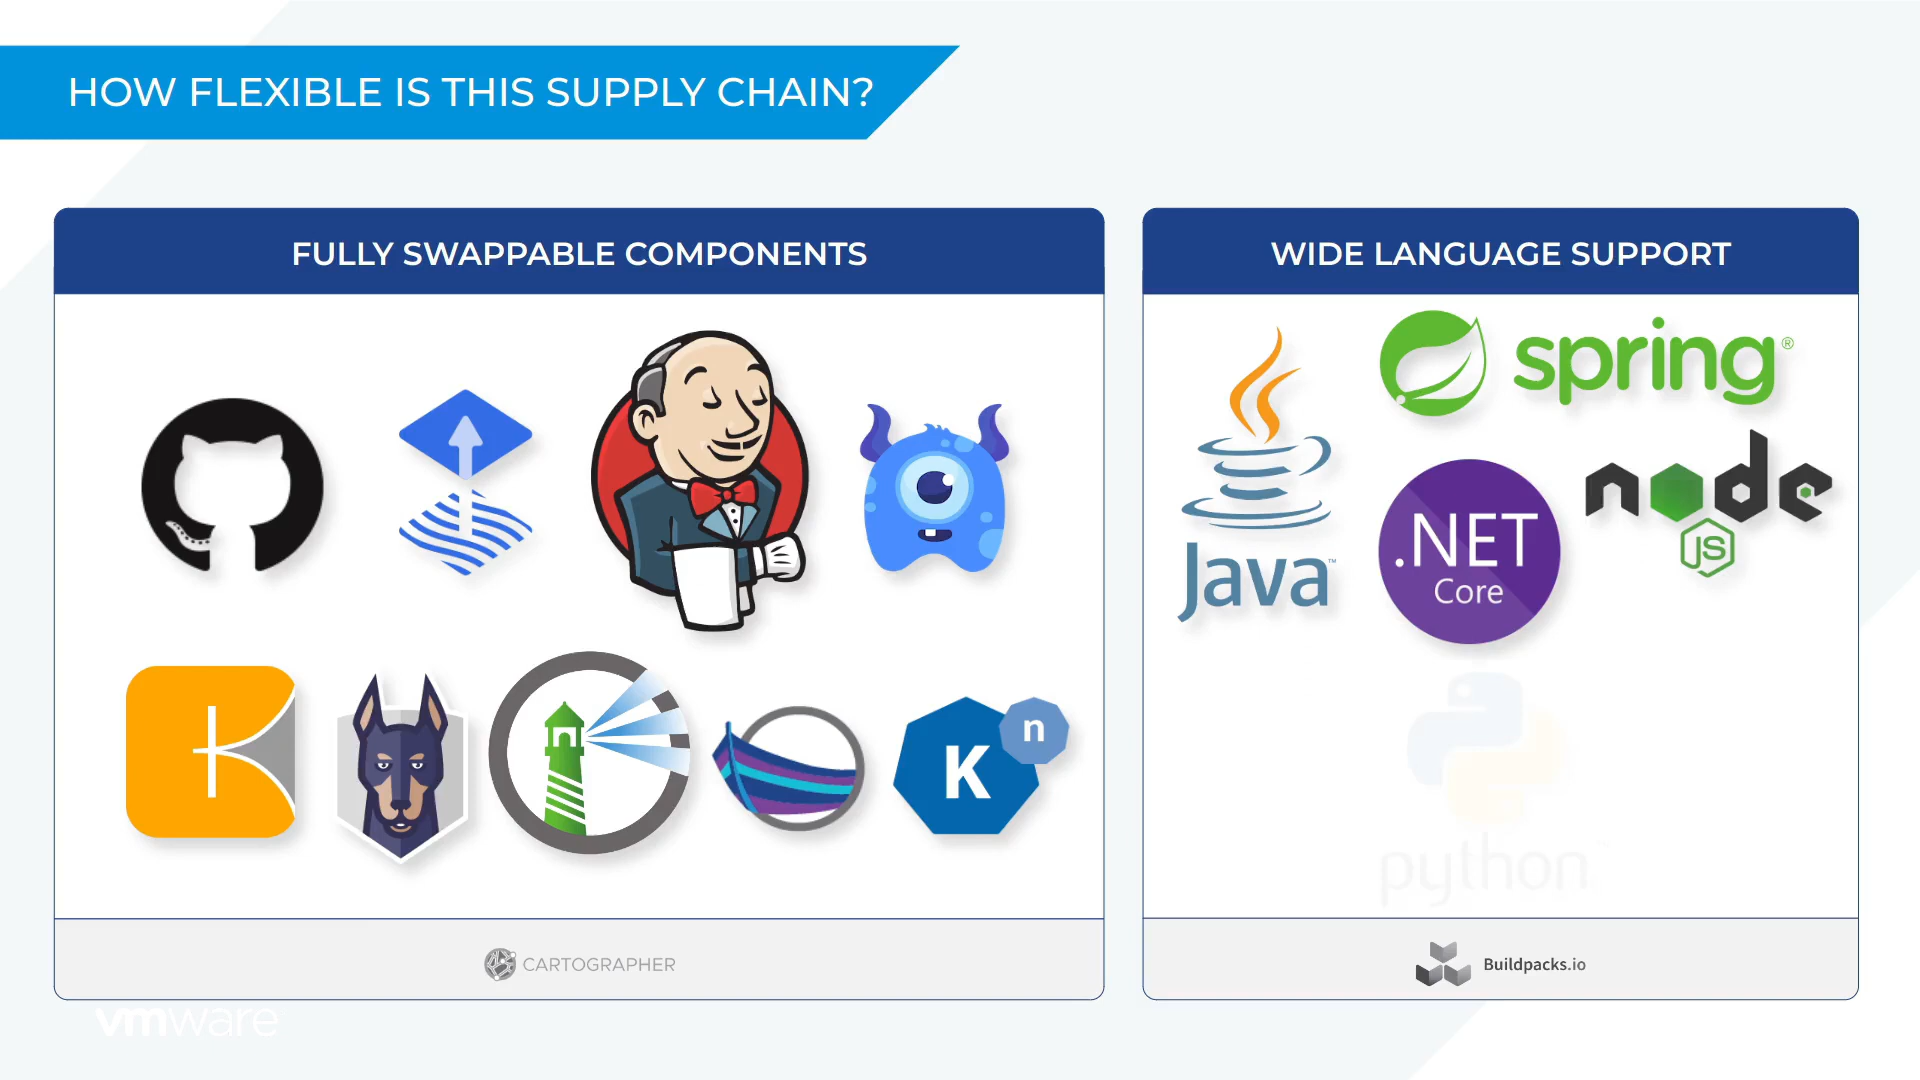 HOW FLEXIBLE IS THIS SUPPLY CHAIN?
FULLY SWAPPABLE COMPONENTS
K n
CARTOGRAPHER
WIDE LANGUAGE SUPPORT
spring®
Java™
.NET
Core
node
JS
python
Buildpacks.io
vmware